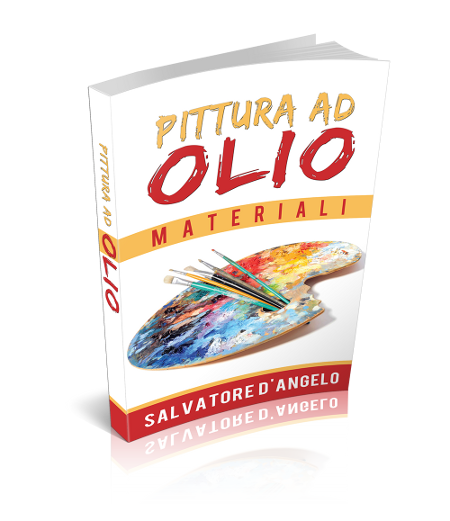 PITTURA AD
OLIO
MATERIALI
SALVATORE D'ANGELO
PITTURA AD OLIO